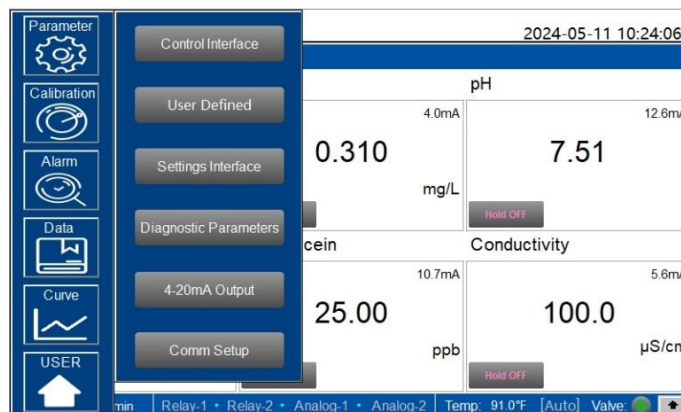 Parameter
Calibration
Alarm
Data
Curve
USER
Control Interface
User Defined
Settings Interface
Diagnostic Parameters
4-20mA Output
Comm Setup
2024-05-11 10:24:06
pH
4.0mA
12.6m
0.310
7.51
mg/L
Hold OFF
cein
Conductivity
10.7mA
5.6m
25.00
100.0
ppb
µS/cm
Hold OFF
min Relay-1 • Relay-2 • Analog-1 • Analog-2 Temp: 91.0°F [Auto] Valve: